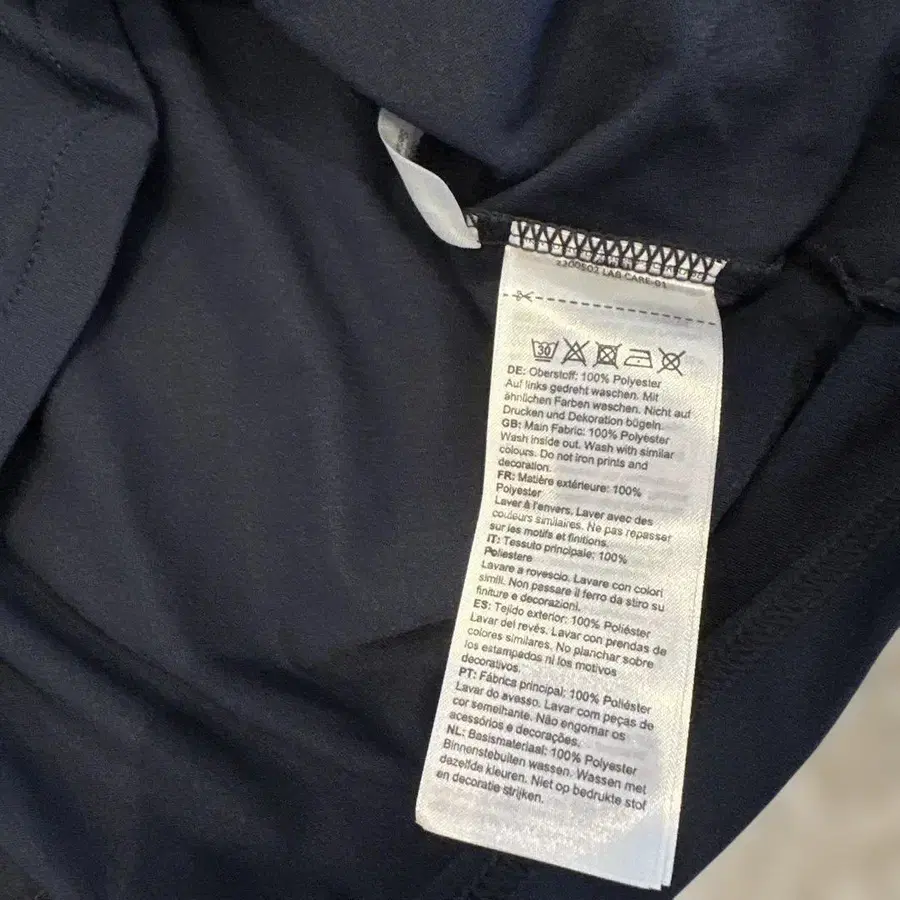 2300502 LAB CARE-01
30
DE: Oberstoff: 100% Polyester
Auf links gedreht waschen. Mit
ähnlichen Farben waschen. Nicht auf
Drucken und Dekoration bügeln.
GB: Main Fabric: 100% Polyester
Wash inside out. Wash with similar
colours. Do not iron prints and
decoration.
FR: Matière extérieure: 100%
Polyester
Laver à l'envers. Laver avec des
couleurs similaires. Ne pas repasser
sur les motifs et finitions.
IT: Tessuto principale: 100%
Poliestere
Lavare a rovescio. Lavare con colori
simili. Non passare il ferro da stiro su
finiture e decorazioni.
ES: Tejido exterior: 100% Poliéster
Lavar del revés. Lavar con prendas de
colores similares. No planchar sobre
los estampados ni los motivos
decorativos.
PT: Fábrica principal: 100% Poliéster
Lavar do avesso. Lavar com peças de
cor semelhante. Não engomar os
acessórios e decorações.
NL: Basismateriaal: 100% Polyester
Binnenstebuiten wassen. Wassen met
dezelfde kleuren. Niet op bedrukte stof
en decoratie strijken.